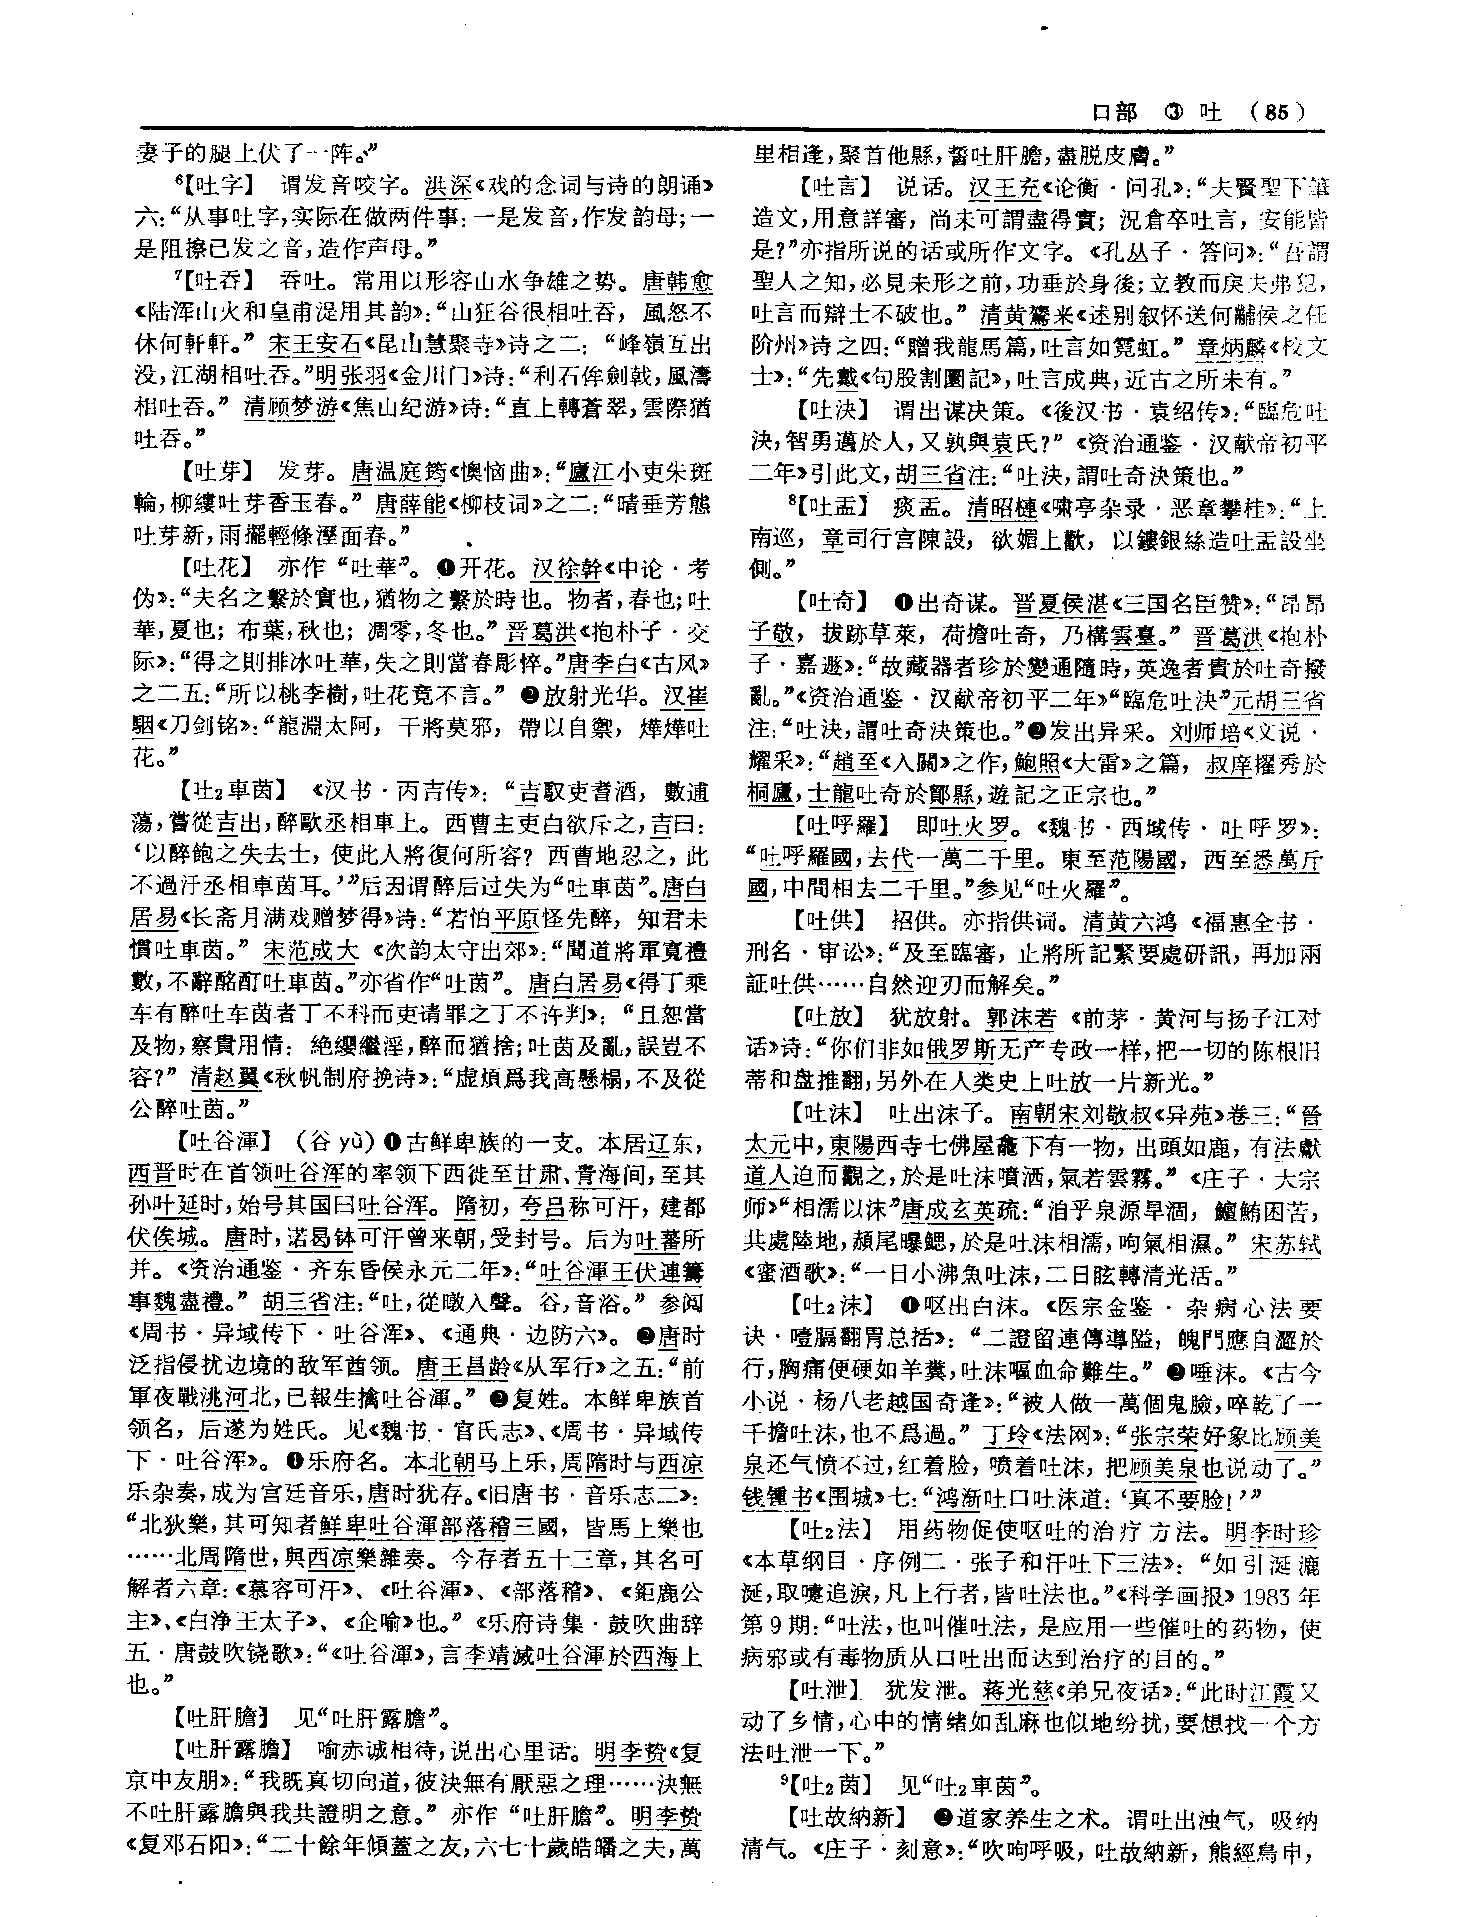 口部 ③ 吐 （85）
妻子的腿上伏了一阵。”
⁶【吐字】 谓发音咬字。洪深《戏的念词与诗的朗诵》
六：“从事吐字，实际在做两件事：一是发音，作发韵母；一
是阻擦已发之音，造作声母。”
⁷【吐吞】 吞吐。常用以形容山水争雄之势。唐韩愈
《陆浑山火和皇甫湜用其韵》：“山狂谷很相吐吞，風怒不
休何軒軒。” 宋王安石《昆山慧聚寺》诗之二：“峰嶺互出
没，江湖相吐吞。”明张羽《金川门》诗：“利石侔劍戟，風濤
相吐吞。” 清顾梦游《焦山纪游》诗：“直上轉蒼翠，雲際猶
吐吞。”
【吐芽】 发芽。唐温庭筠《懊恼曲》：“廬江小吏朱斑
輪，柳縷吐芽香玉春。” 唐薛能《柳枝词》之二：“晴垂芳態
吐芽新，雨擺輕條溼面春。”
【吐花】 亦作“吐華”。❶开花。汉徐幹《中论·考
伪》：“夫名之繫於實也，猶物之繫於時也。物者，春也；吐
華，夏也；布葉，秋也；凋零，冬也。”晋葛洪《抱朴子·交
际》：“得之則排冰吐華，失之則當春彫悴。”唐李白《古风》
之二五：“所以桃李樹，吐花竟不言。” ❷放射光华。汉崔
駰《刀剑铭》：“龍淵太阿，干將莫邪，帶以自禦，燁燁吐
花。”
【吐₂車茵】 《汉书·丙吉传》：“吉馭吏耆酒，數逋
蕩，嘗從吉出，醉歐丞相車上。西曹主吏白欲斥之，吉曰：
‘以醉飽之失去士，使此人將復何所容？西曹地忍之，此
不過汙丞相車茵耳。’”后因谓醉后过失为“吐車茵”。唐白
居易《长斋月满戏赠梦得》诗：“若怕平原怪先醉，知君未
慣吐車茵。” 宋范成大《次韵太守出郊》：“聞道將軍寬禮
數，不辭酩酊吐車茵。”亦省作“吐茵”。唐白居易《得丁乘
车有醉吐车茵者丁不科而吏请罪之丁不许判》：“且恕當
及物，察貴用情：绝纓繼淫，醉而猶捨；吐茵及亂，誤豈不
容？” 清赵翼《秋帆制府挽诗》：“虚煩爲我高懸榻，不及從
公醉吐茵。”
【吐谷渾】 （谷 yù）❶古鲜卑族的一支。本居辽东，
西晋时在首领吐谷浑的率领下西徙至甘肃、青海间，至其
孙叶延时，始号其国曰吐谷浑。隋初，夸吕称可汗，建都
伏俟城。唐时，诺曷钵可汗曾来朝，受封号。后为吐蕃所
并。《资治通鉴·齐东昏侯永元二年》：“吐谷渾王伏連籌
事魏盡禮。” 胡三省注：“吐，從暾入聲。谷，音浴。” 参阅
《周书·异域传下·吐谷浑》、《通典·边防六》。❷唐时
泛指侵扰边境的敌军酋领。唐王昌龄《从军行》之五：“前
軍夜戰洮河北，已報生擒吐谷渾。” ❸复姓。本鲜卑族首
领名，后遂为姓氏。见《魏书·官氏志》、《周书·异域传
下·吐谷浑》。❹乐府名。本北朝马上乐，周隋时与西凉
乐杂奏，成为宫廷音乐，唐时犹存。《旧唐书·音乐志二》：
“北狄樂，其可知者鮮卑吐谷渾部落稽三國，皆馬上樂也
……北周隋世，與西凉樂雜奏。今存者五十三章，其名可
解者六章：《慕容可汗》、《吐谷渾》、《部落稽》、《鉅鹿公
主》、《白浄王太子》、《企喻》也。”《乐府诗集·鼓吹曲辞
五·唐鼓吹铙歌》：“《吐谷渾》，言李靖滅吐谷渾於西海上
也。”
【吐肝膽】 见“吐肝露膽”。
【吐肝露膽】 喻赤诚相待，说出心里话。明李贽《复
京中友朋》：“我既真切向道，彼決無有厭惡之理……決無
不吐肝露膽與我共證明之意。” 亦作“吐肝膽”。明李贽
《复邓石阳》：“二十餘年傾蓋之友，六七十歲皓皤之夫，萬
里相逢，聚首他縣，誓吐肝膽，盡脱皮膚。”
【吐言】 说话。汉王充《论衡·问孔》：“夫賢聖下筆
造文，用意詳審，尚未可謂盡得實；況倉卒吐言，安能皆
是？”亦指所说的话或所作文字。《孔丛子·答问》：“吾謂
聖人之知，必見未形之前，功垂於身後；立教而戾夫弗犯，
吐言而辯士不破也。” 清黄鷟来《述别叙怀送何黼侯之任
阶州》诗之四：“贈我龍馬篇，吐言如霓虹。” 章炳麟《校文
士》：“先戴《句股割圜記》，吐言成典，近古之所未有。”
【吐決】 谓出谋决策。《後汉书·袁绍传》：“臨危吐
決，智勇邁於人，又孰與袁氏？” 《资治通鉴·汉献帝初平
二年》引此文，胡三省注：“吐決，謂吐奇決策也。”
⁸【吐盂】 痰盂。清昭梿《啸亭杂录·恶章攀桂》：“上
南巡，章司行宫陳設，欲媚上歡，以鏤銀絲造吐盂設坐
側。”
【吐奇】 ❶出奇谋。晋夏侯湛《三国名臣赞》：“昂昂
子敬，拔跡草萊，荷擔吐奇，乃構雲臺。” 晋葛洪《抱朴
子·嘉遯》：“故藏器者珍於變通隨時，英逸者貴於吐奇撥
亂。”《资治通鉴·汉献帝初平二年》“臨危吐決”元胡三省
注：“吐決，謂吐奇決策也。”❷发出异采。刘师培《文说·
耀采》：“趙至《入關》之作，鮑照《大雷》之篇，叔庠擢秀於
桐廬，士龍吐奇於鄮縣，遊記之正宗也。”
【吐呼羅】 即吐火罗。《魏书·西域传·吐呼罗》：
“吐呼羅國，去代一萬二千里。東至范陽國，西至悉萬斤
國，中間相去二千里。”参见“吐火羅”。
【吐供】 招供。亦指供词。清黄六鸿《福惠全书·
刑名·审讼》：“及至臨審，止將所記緊要處研訊，再加兩
証吐供……自然迎刃而解矣。”
【吐放】 犹放射。郭沫若《前茅·黄河与扬子江对
话》诗：“你们非如俄罗斯无产专政一样，把一切的陈根旧
蒂和盘推翻，另外在人类史上吐放一片新光。”
【吐沫】 吐出沫子。南朝宋刘敬叔《异苑》卷三：“晉
太元中，東陽西寺七佛屋龕下有一物，出頭如鹿，有法獻
道人迫而觀之，於是吐沫噴洒，氣若雲霧。” 《庄子·大宗
师》“相濡以沫”唐成玄英疏：“洎乎泉源旱涸，鱣鮪困苦，
共處陸地，頳尾曝鰓，於是吐沫相濡，呴氣相濕。” 宋苏轼
《蜜酒歌》：“一日小沸魚吐沫，二日眩轉清光活。”
【吐₂沫】 ❶呕出白沫。《医宗金鉴·杂病心法要
诀·噎膈翻胃总括》：“二證留連傳導隘，魄門應自澀於
行，胸痛便硬如羊糞，吐沫嘔血命難生。” ❷唾沫。《古今
小说·杨八老越国奇逢》：“被人做一萬個鬼臉，啐乾了一
千擔吐沫，也不爲過。” 丁玲《法网》：“张宗荣好象比顾美
泉还气愤不过，红着脸，喷着吐沫，把顾美泉也说动了。”
钱锺书《围城》七：“鸿渐吐口吐沫道：‘真不要脸！’”
【吐₂法】 用药物促使呕吐的治疗方法。明李时珍
《本草纲目·序例二·张子和汗吐下三法》：“如引涎漉
涎，取嚏追淚，凡上行者，皆吐法也。”《科学画报》1983年
第9期：“吐法，也叫催吐法，是应用一些催吐的药物，使
病邪或有毒物质从口吐出而达到治疗的目的。”
【吐泄】 犹发泄。蒋光慈《弟兄夜话》：“此时江霞又
动了乡情，心中的情绪如乱麻也似地纷扰，要想找一个方
法吐泄一下。”
⁹【吐₂茵】 见“吐₂車茵”。
【吐故納新】 ❶道家养生之术。谓吐出浊气，吸纳
清气。《庄子·刻意》：“吹呴呼吸，吐故納新，熊經鳥申，